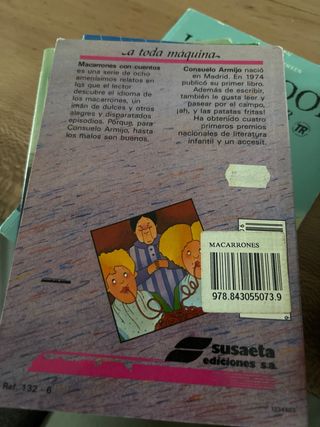 a toda máquina
Macarrones con cuentos
es una serie de ocho
amenísimos relatos en
los que el lector
descubre el idioma de
los macarrones, un
imán de dulces y otros
alegres y disparatados
episodios. Porque, para
Consuelo Armijo, hasta
los malos son buenos.
Consuelo Armijo nació
en Madrid. En 1974
publicó su primer libro.
Además de escribir,
también le gusta leer y
pasear por el campo,
¡ah, y las patatas fritas!
Ha obtenido cuatro
primeros premios
nacionales de literatura
infantil y un accesit.
MACARRONES
978.843055073.9
susaeta
ediciones s.a.
Ref. 132 - 6